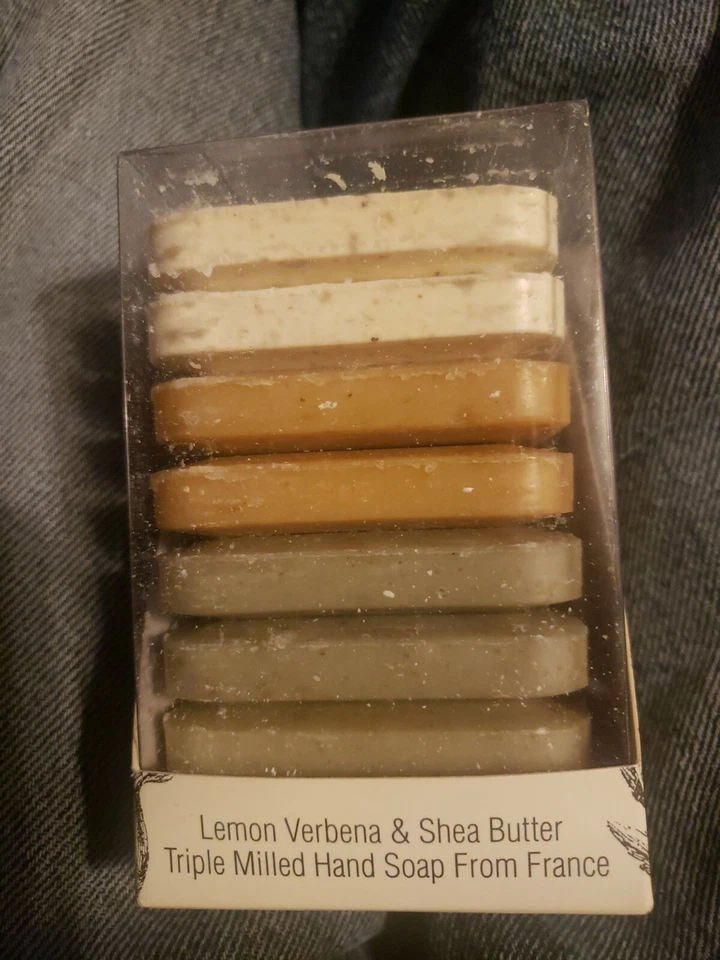 Lemon Verbena & Shea Butter
Triple Milled Hand Soap From France